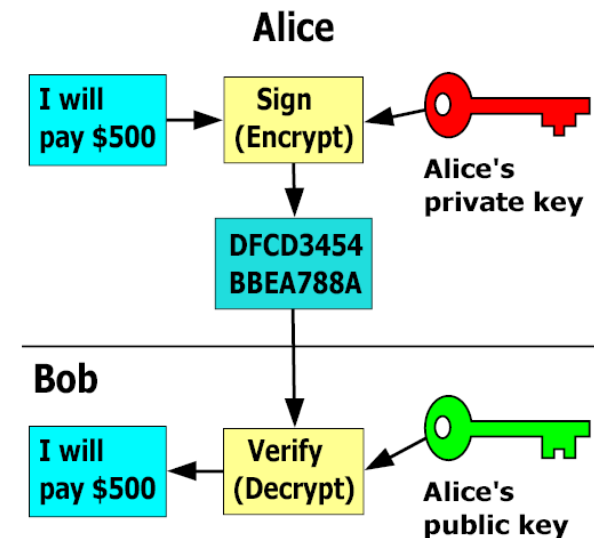 Alice
I will
pay $500
Sign
(Encrypt)
Alice's
private key
DFCD3454
BBEA788A
Bob
I will
pay $500
Verify
(Decrypt)
Alice's
public key